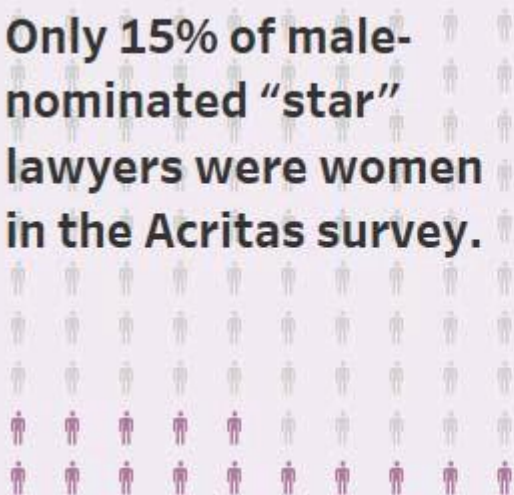 Only 15% of male-
nominated “star”
lawyers were women
in the Acritas survey.